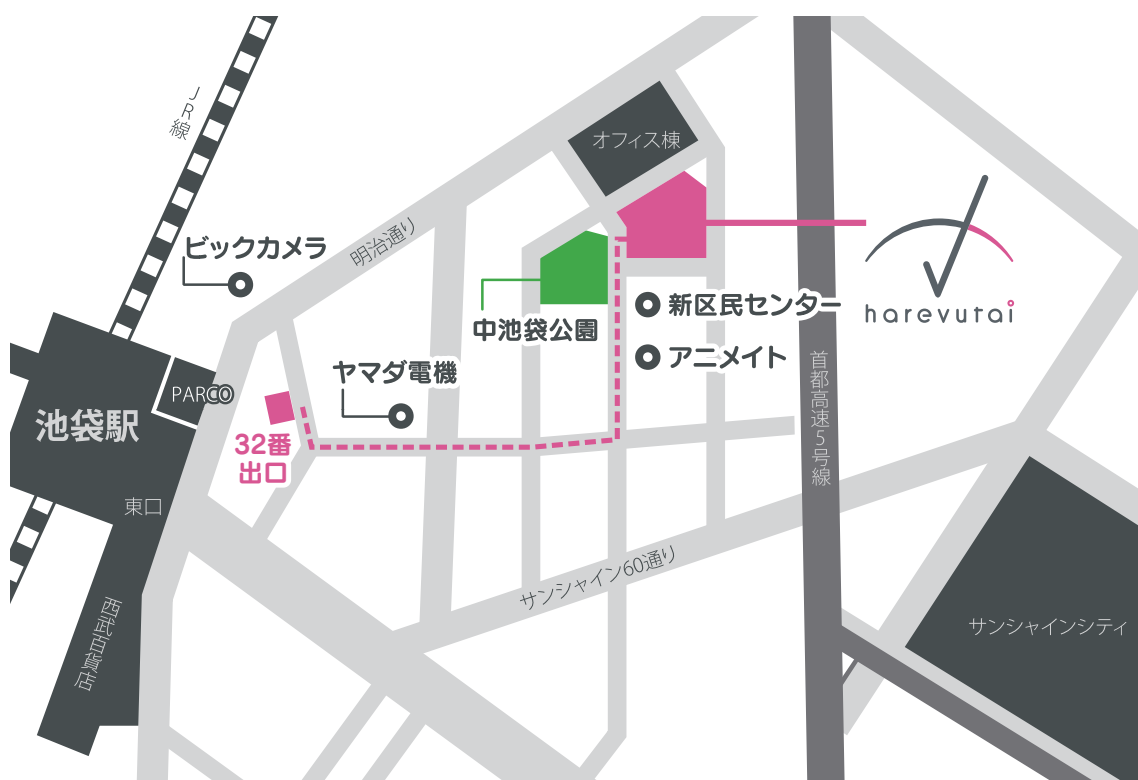 JR線
オフィス棟
明治通り
ビックカメラ
harevutai
新区民センター
中池袋公園
アニメイト
ヤマダ電機
首都高速5号線
PARCO
池袋駅
32番
出口
東口
サンシャイン60通り
西武百貨店
サンシャインシティ